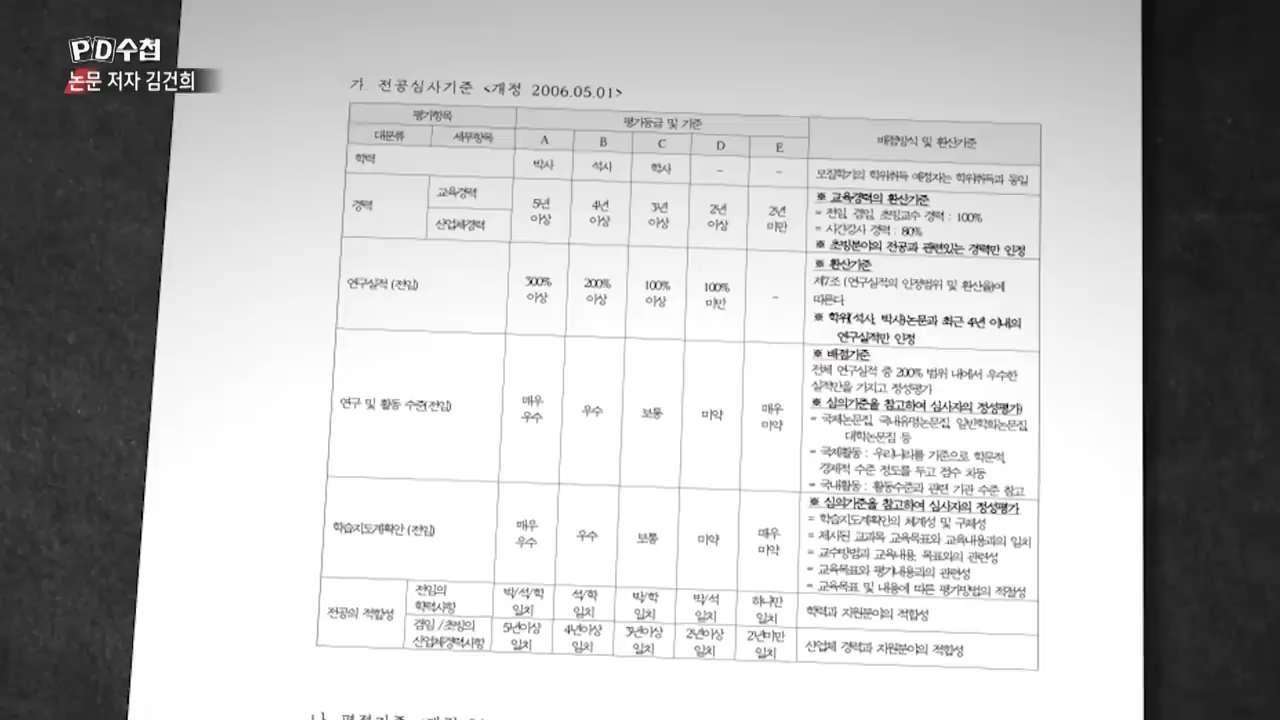 PD수첩
논문 저자 김건희
가. 전공심사기준 <개정 2006.05.01>
평가항목 평가등급 및 기준 배점방식 및 환산기준
대분류 세부항목 A B C D E
학력 박사 석사 학사 - - 모집학기의 학위취득 예정자는 학위취득과 동일
경력 교육경력 산업체경력 5년 이상 4년 이상 3년 이상 2년 이상 2년 미만
※ 교육경력의 환산기준
= 전임, 겸임, 초빙교수 경력 : 100%
= 시간강사 경력 : 80%
※ 초빙분야의 전공과 관련있는 경력만 인정
연구실적 (전임) 300% 이상 200% 이상 100% 이상 100% 미만 -
※ 환산기준
제7조 (연구실적의 인정범위 및 환산율)에
따른다
※ 학위(석사, 박사)논문과 최근 4년 이내의
연구실적만 인정
연구 및 활동 수준(전임) 매우 우수 우수 보통 미약 매우 미약
※ 배점기준
전체 연구실적 중 200% 범위 내에서 우수한
실적만을 가지고 정성평가
※ 심의기준을 참고하여 심사자의 정성평가)
= 국제논문집, 국내유명논문집, 일반학회논문집,
대학논문집 등
= 국제활동 : 우리나라를 기준으로 학문적,
경제적 수준 정도를 두고 점수 차등
= 국내활동 : 활동수준과 관련 기관 수준 참고
학습지도계획안 (전임) 매우 우수 우수 보통 미약 매우 미약
※ 심의기준을 참고하여 심사자의 정성평가
= 학습지도계획안의 체계성 및 구체성
= 제시된 교과목 교육목표와 교육내용과의 일치
= 교수방법과 교육내용, 목표와의 관련성
= 교육목표와 평가내용과의 관련성
= 교육목표 및 내용에 따른 평가방법의 적절성
전공의 적합성 전임의 학력사항 박/석/학 일치 석/학 일치 박/학 일치 박/석 일치 하나만 일치 학력과 지원분야의 적합성
겸임/초빙의 산업체경력사항 5년이상 일치 4년이상 일치 3년이상 일치 2년이상 일치 2년미만 일치 산업체 경력과 지원분야의 적합성